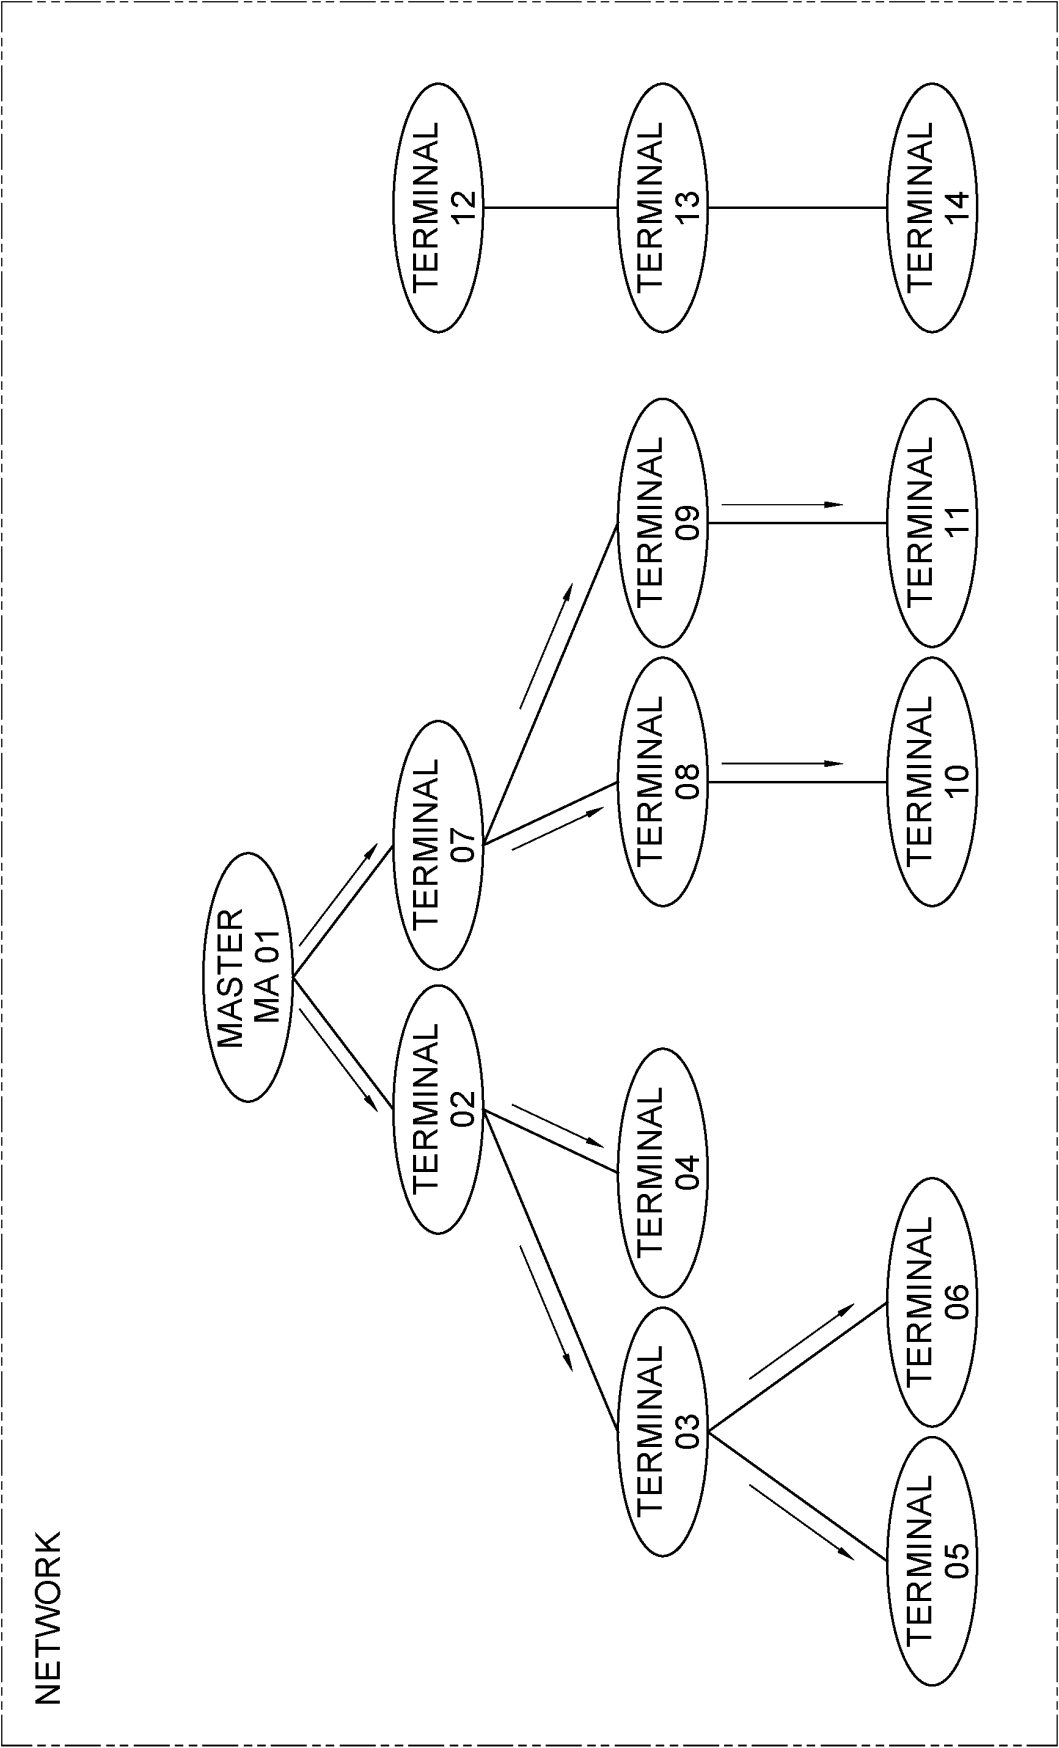 NETWORK
MASTER
MA 01
TERMINAL
02
TERMINAL
07
TERMINAL
12
TERMINAL
03
TERMINAL
04
TERMINAL
08
TERMINAL
09
TERMINAL
13
TERMINAL
05
TERMINAL
06
TERMINAL
10
TERMINAL
11
TERMINAL
14